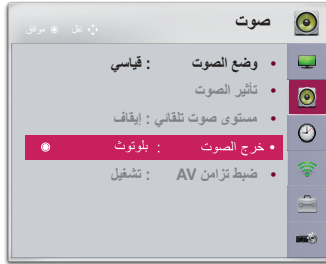 صوت
نقل موافق
وضع الصوت : قياسي
تأثير الصوت
مستوى صوت تلقائي : إيقاف
خرج الصوت : بلوتوث
ضبط تزامن AV : تشغيل